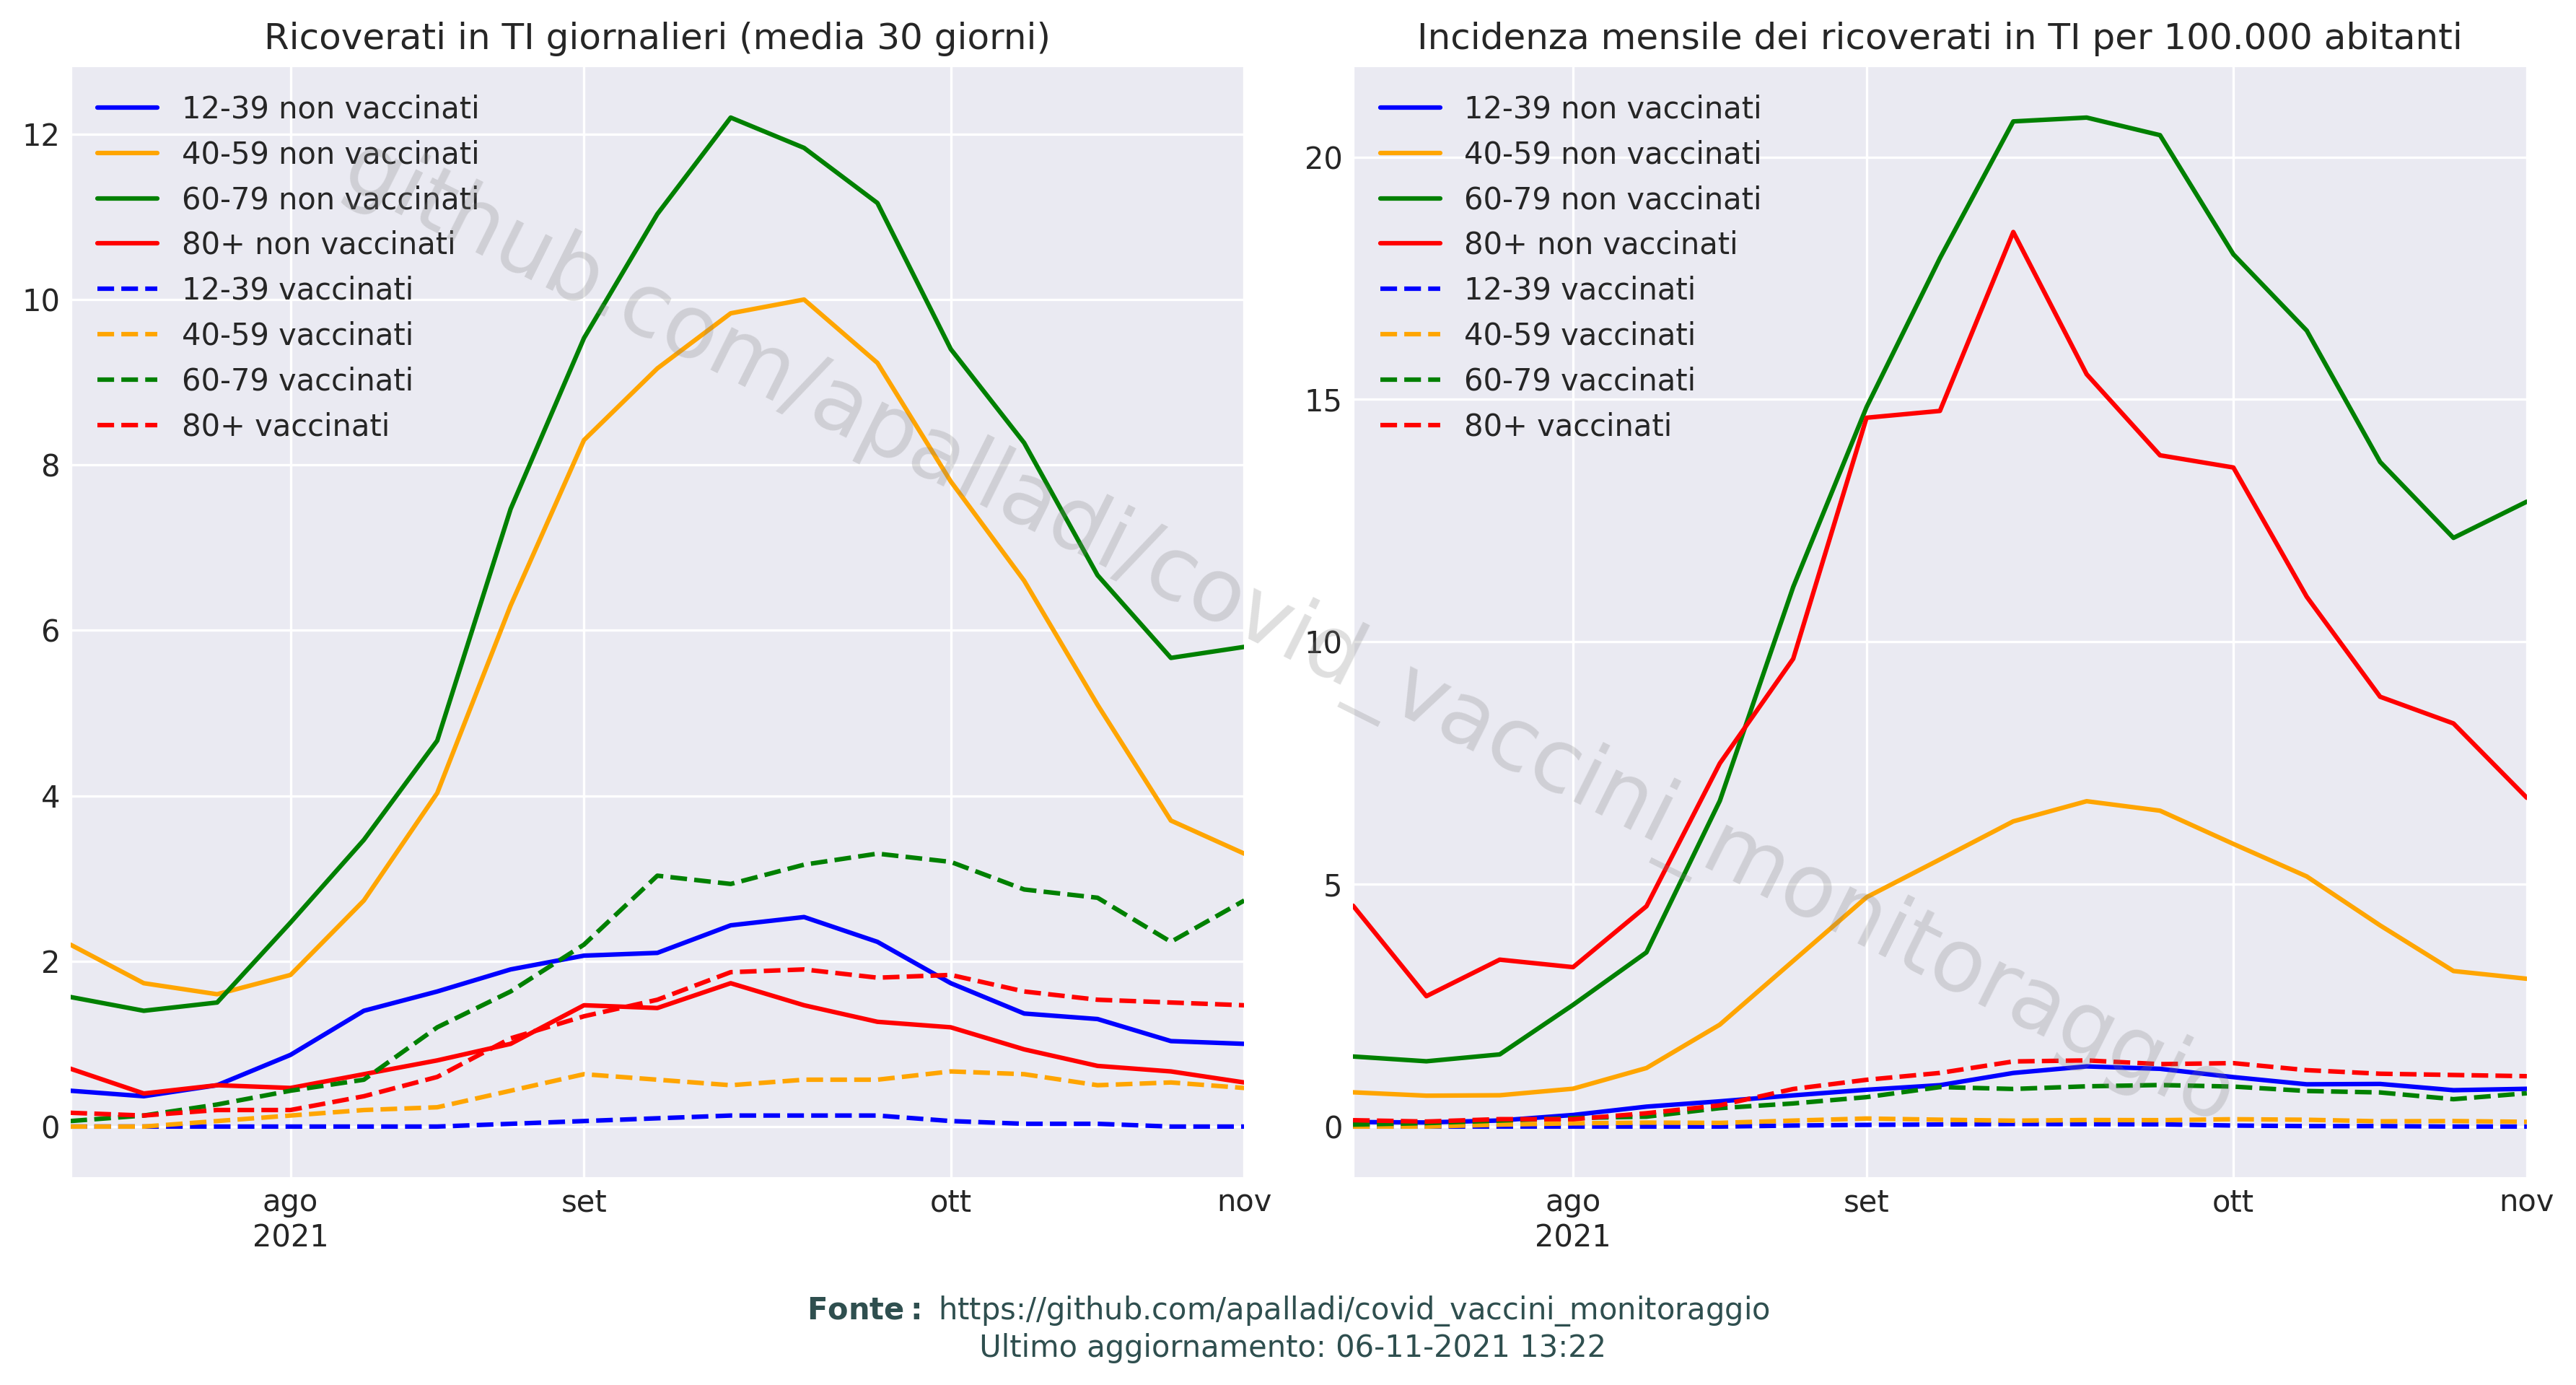 Ricoverati in TI giornalieri (media 30 giorni)
12-39 non vaccinati
40-59 non vaccinati
60-79 non vaccinati
80+ non vaccinati
12-39 vaccinati
40-59 vaccinati
60-79 vaccinati
80+ vaccinati
12
10
8
6
4
2
0
ago
2021
set
ott
nov
Incidenza mensile dei ricoverati in TI per 100.000 abitanti
12-39 non vaccinati
40-59 non vaccinati
60-79 non vaccinati
80+ non vaccinati
12-39 vaccinati
40-59 vaccinati
60-79 vaccinati
80+ vaccinati
20
15
10
5
0
ago
2021
set
ott
nov
github.com/apalladi/covid_vaccini_monitoraggio
Fonte: https://github.com/apalladi/covid_vaccini_monitoraggio
Ultimo aggiornamento: 06-11-2021 13:22